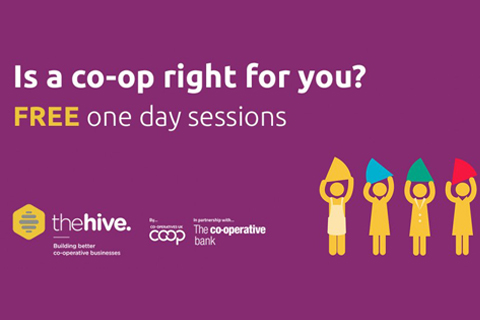 Is a co-op right for you?
FREE one day sessions
thehive.
Building better
co-operative businesses
By...
CO-OPERATIVES UK
COOP
In partnership with...
The co-operative
bank